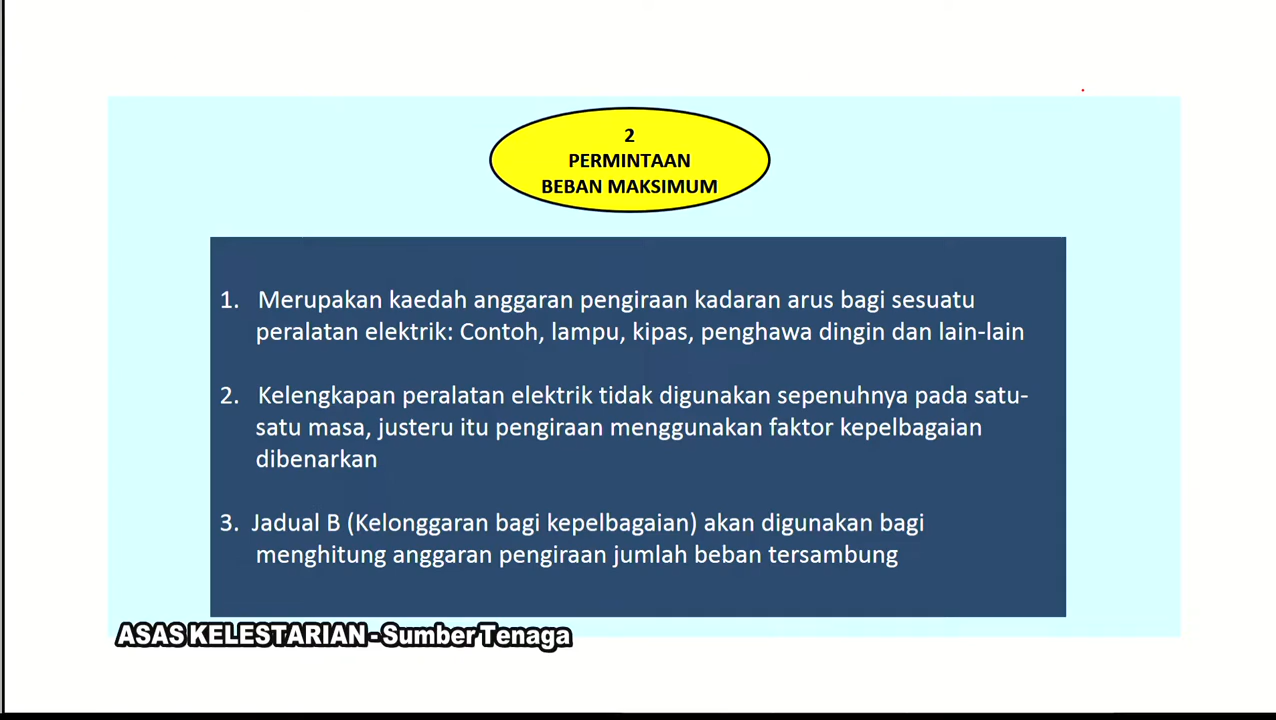 2
PERMINTAAN
BEBAN MAKSIMUM
1. Merupakan kaedah anggaran pengiraan kadaran arus bagi sesuatu
peralatan elektrik: Contoh, lampu, kipas, penghawa dingin dan lain-lain
2. Kelengkapan peralatan elektrik tidak digunakan sepenuhnya pada satu-
satu masa, justeru itu pengiraan menggunakan faktor kepelbagaian
dibenarkan
3. Jadual B (Kelonggaran bagi kepelbagaian) akan digunakan bagi
menghitung anggaran pengiraan jumlah beban tersambung
ASAS KELESTARIAN - Sumber Tenaga